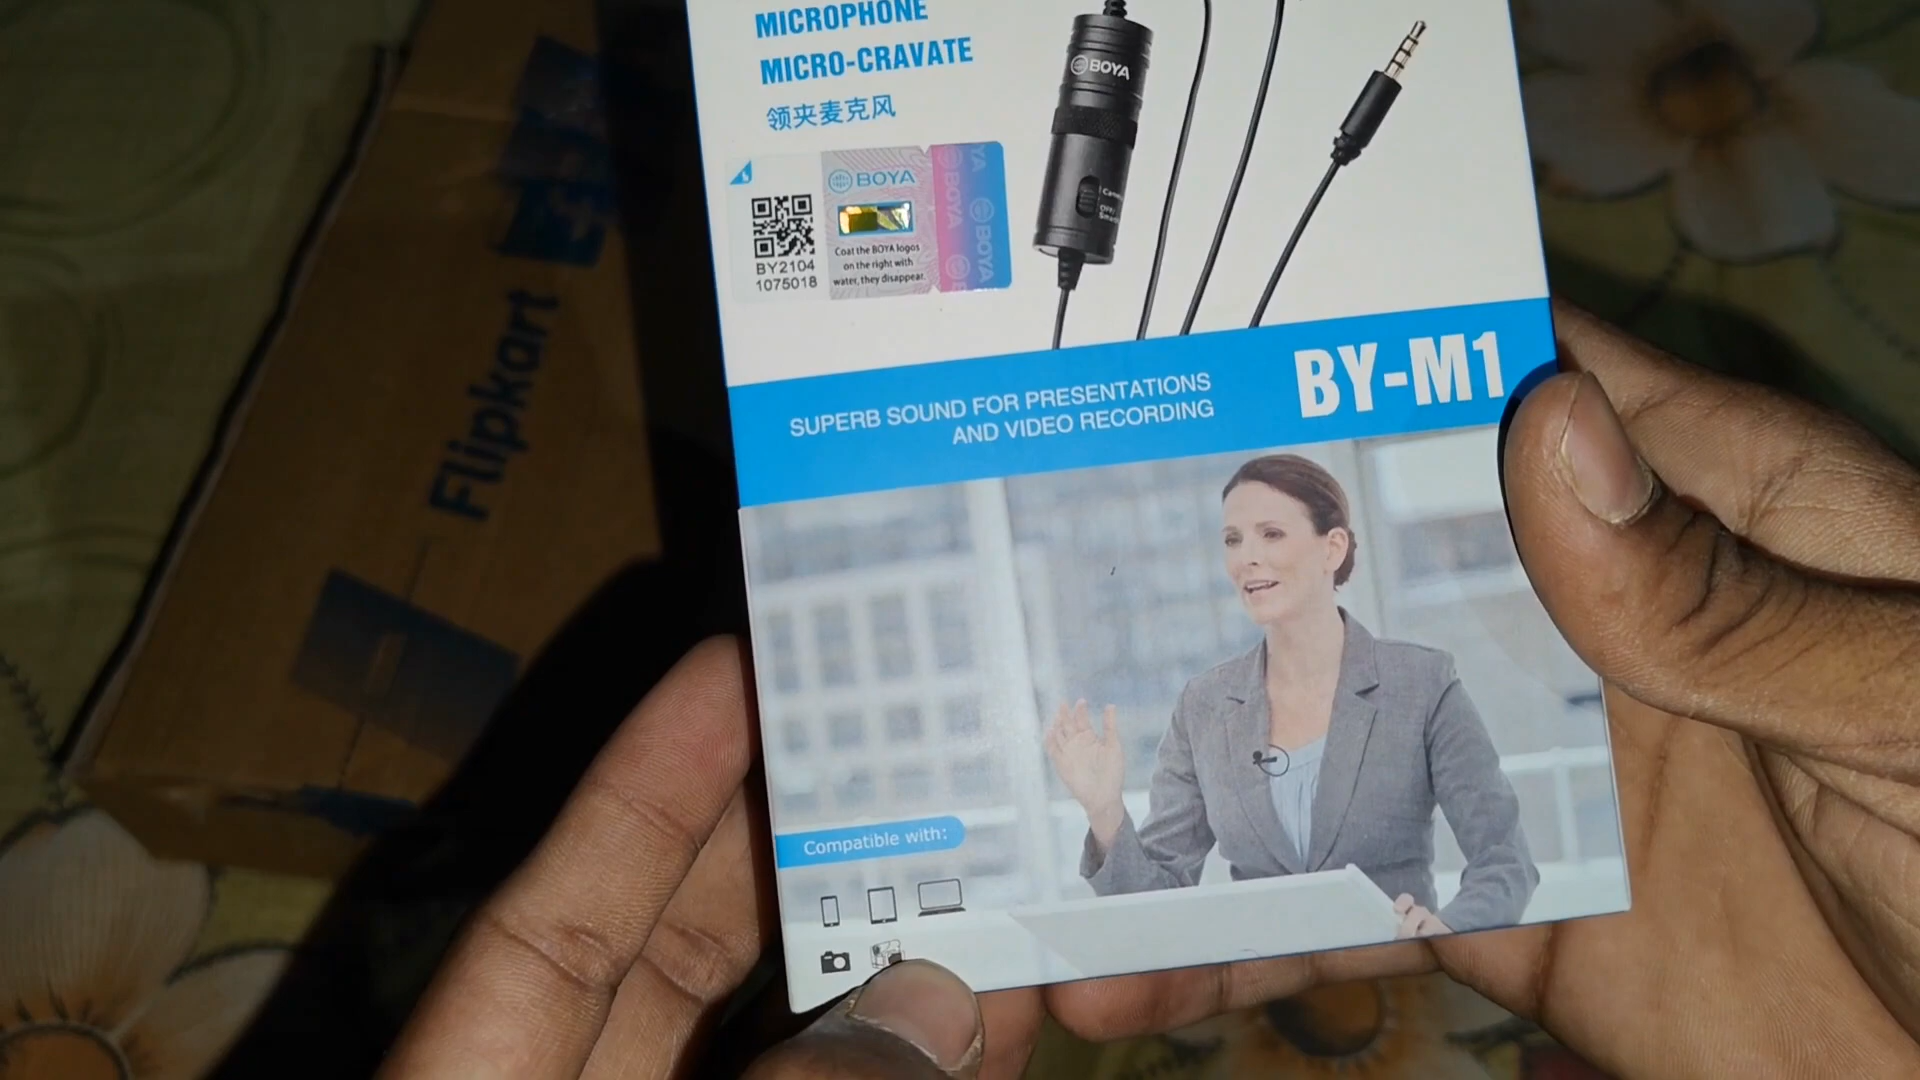 MICROPHONE
MICRO-CRAVATE
领夹麦克风
BOYA
BOYA
BY2104
1075018
Coat the BOYA logos
on the right with
water, they disappear.
BOYA
BOYA
SUPERB SOUND FOR PRESENTATIONS
AND VIDEO RECORDING
BY-M1
Flipkart
Compatible with: